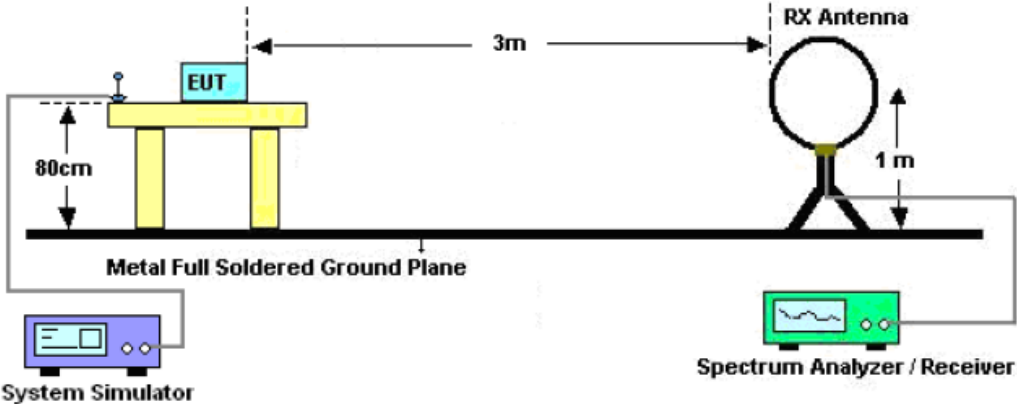 RX Antenna
3m
EUT
80cm
1 m
Metal Full Soldered Ground Plane
System Simulator
Spectrum Analyzer / Receiver